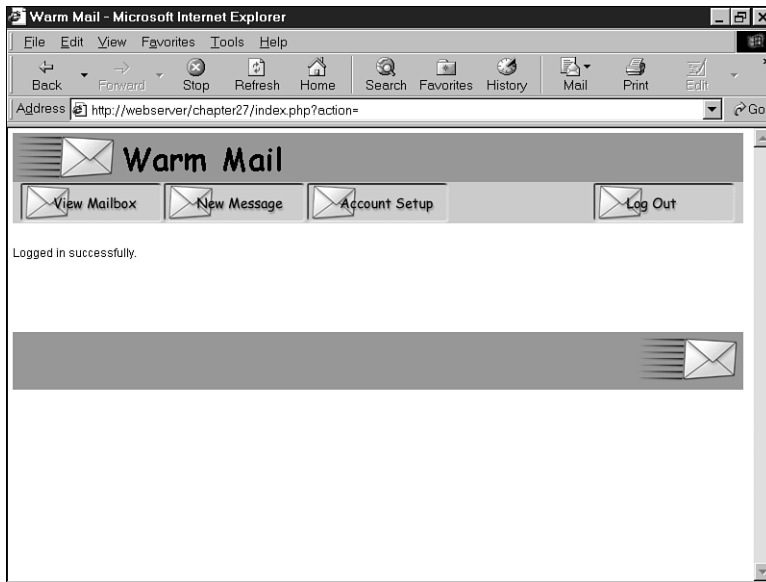 Warm Mail - Microsoft Internet Explorer
File Edit View Favorites Tools Help
Back Forward Stop Refresh Home Search Favorites History Mail Print Edit
Address http://webserver/chapter27/index.php?action= Go
Warm Mail
View Mailbox New Message Account Setup Log Out
Logged in successfully.